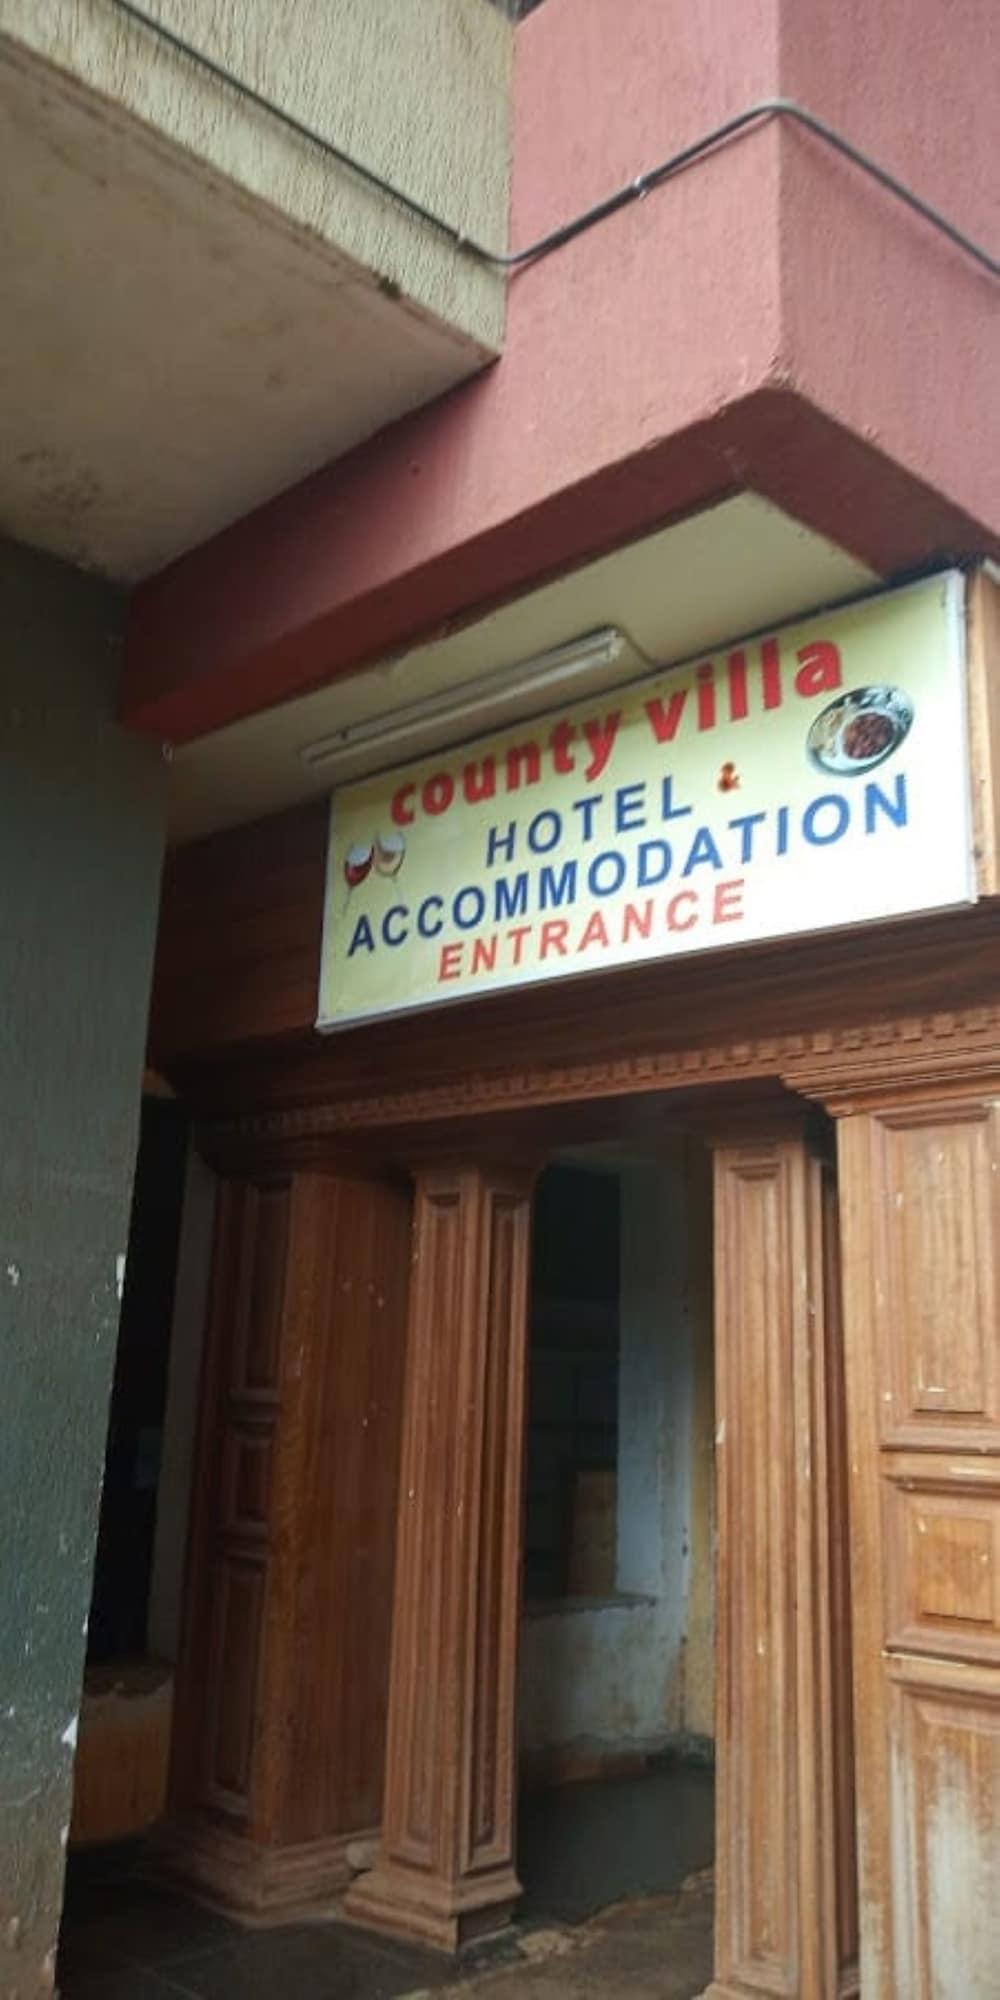 county villa
HOTEL &
ACCOMMODATION
ENTRANCE